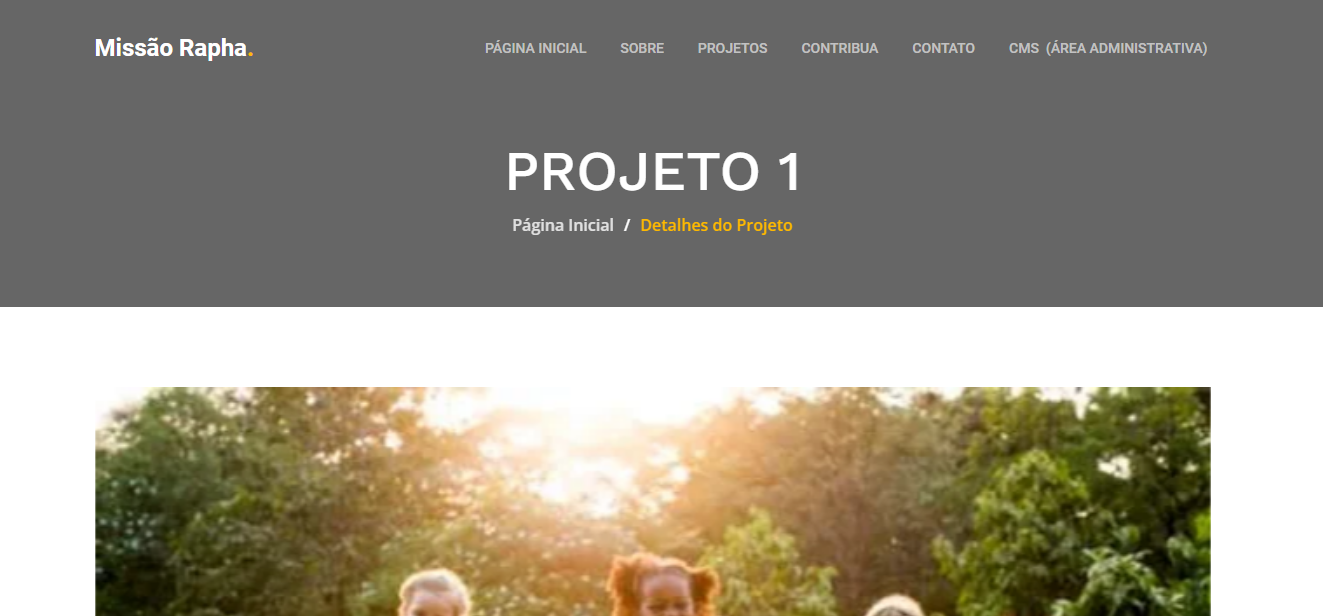 Missão Rapha.
PÁGINA INICIAL SOBRE PROJETOS CONTRIBUA CONTATO CMS (ÁREA ADMINISTRATIVA)
PROJETO 1
Página Inicial / Detalhes do Projeto